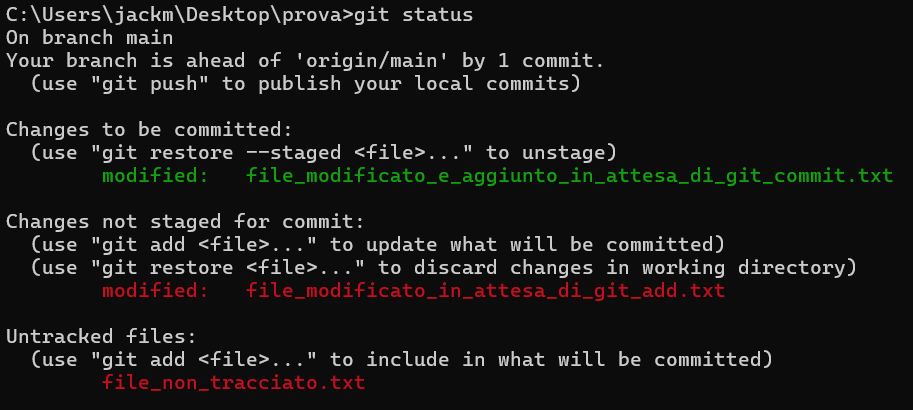 C:\Users\jackm\Desktop\prova>git status
On branch main
Your branch is ahead of 'origin/main' by 1 commit.
  (use "git push" to publish your local commits)

Changes to be committed:
  (use "git restore --staged <file>..." to unstage)
        modified:   file_modificato_e_aggiunto_in_attesa_di_git_commit.txt

Changes not staged for commit:
  (use "git add <file>..." to update what will be committed)
  (use "git restore <file>..." to discard changes in working directory)
        modified:   file_modificato_in_attesa_di_git_add.txt

Untracked files:
  (use "git add <file>..." to include in what will be committed)
        file_non_tracciato.txt